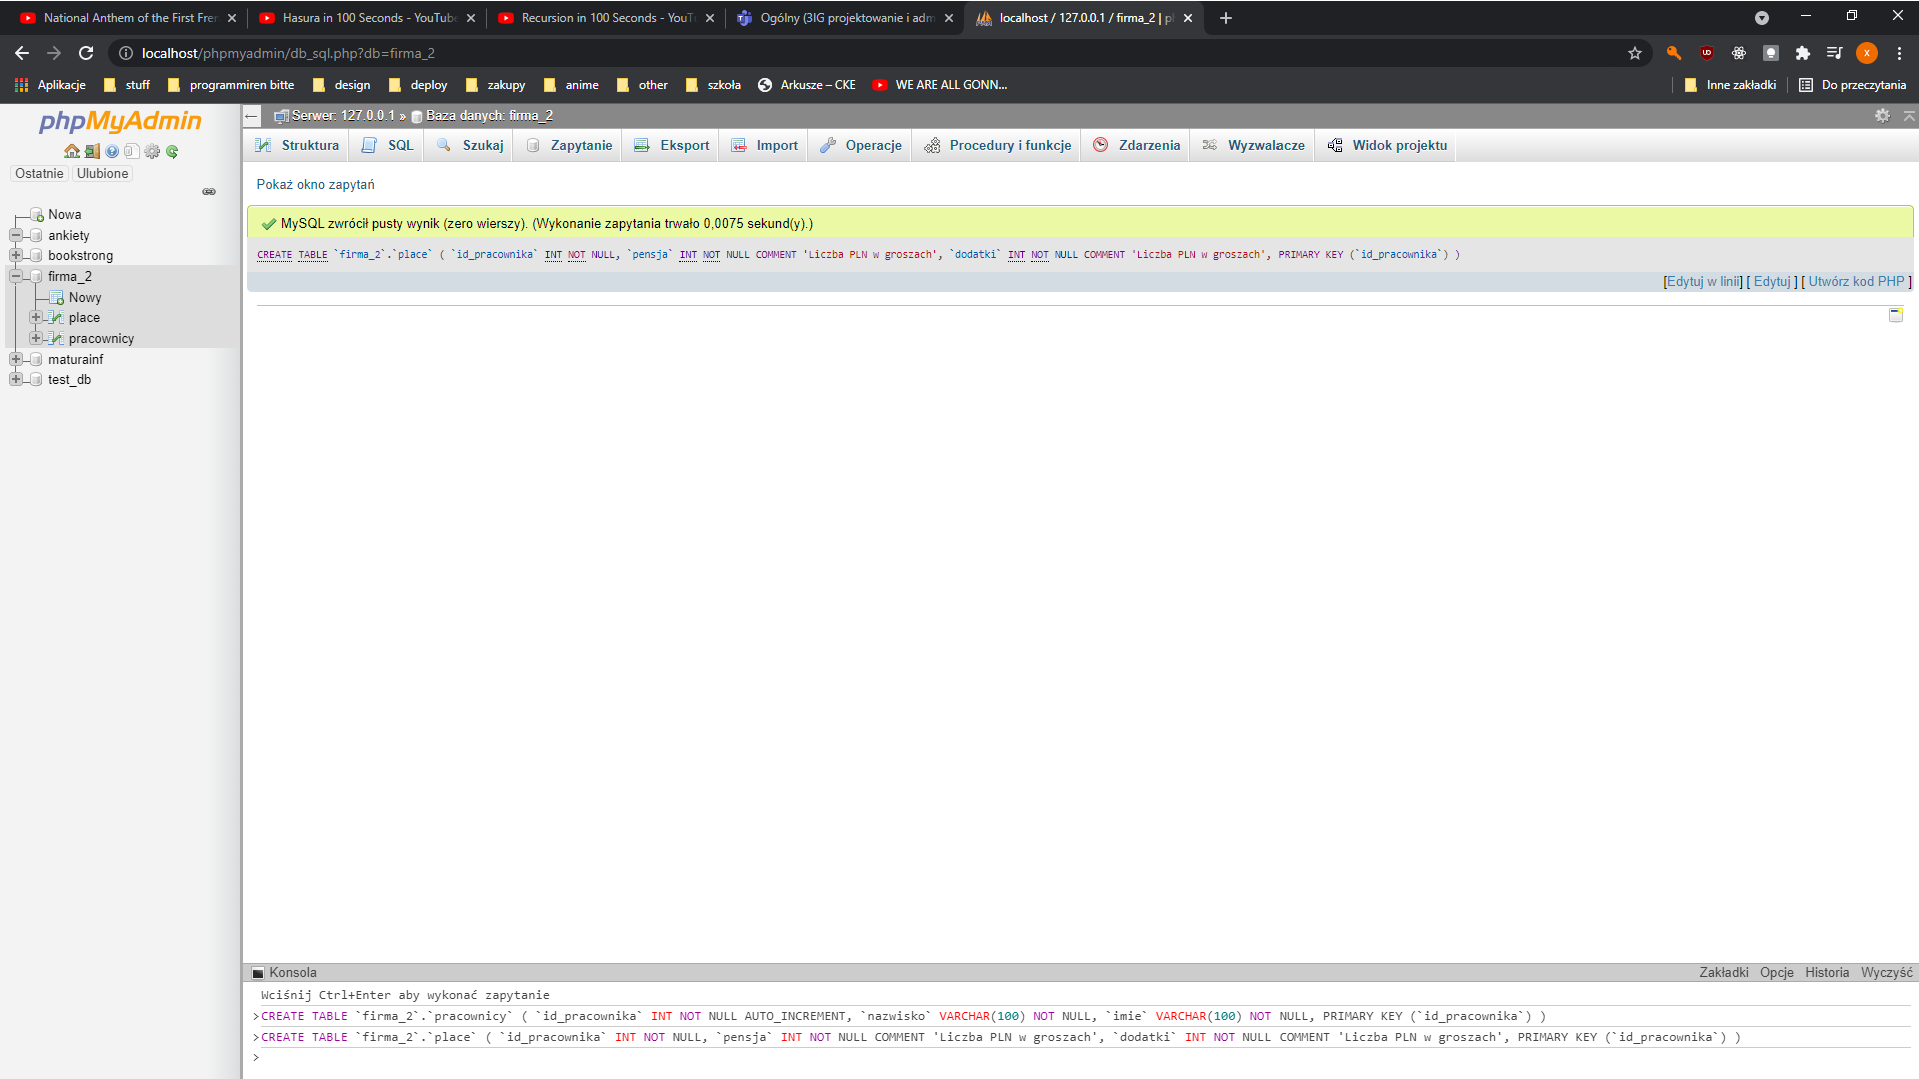 National Anthem of the First Fren
Hasura in 100 Seconds - YouTube
Recursion in 100 Seconds - YouT
Ogólny (3IG projektowanie i adm
localhost / 127.0.0.1 / firma_2 | p
localhost/phpmyadmin/db_sql.php?db=firma_2
x
Aplikacje
stuff
programmiren bitte
design
deploy
zakupy
anime
other
szkoła
Arkusze – CKE
WE ARE ALL GONN...
Inne zakładki
Do przeczytania
phpMyAdmin
Ostatnie
Ulubione
Nowa
ankiety
bookstrong
firma_2
Nowy
place
pracownicy
maturainf
test_db
Serwer: 127.0.0.1 » Baza danych: firma_2
Struktura
SQL
Szukaj
Zapytanie
Eksport
Import
Operacje
Procedury i funkcje
Zdarzenia
Wyzwalacze
Widok projektu
Pokaż okno zapytań
MySQL zwrócił pusty wynik (zero wierszy). (Wykonanie zapytania trwało 0,0075 sekund(y).)
CREATE TABLE `firma_2`.`place` ( `id_pracownika` INT NOT NULL, `pensja` INT NOT NULL COMMENT 'Liczba PLN w groszach', `dodatki` INT NOT NULL COMMENT 'Liczba PLN w groszach', PRIMARY KEY (`id_pracownika`) )
[Edytuj w linii] [ Edytuj ] [ Utwórz kod PHP ]
Konsola
Zakładki Opcje Historia Wyczyść
Wciśnij Ctrl+Enter aby wykonać zapytanie
>CREATE TABLE `firma_2`.`pracownicy` ( `id_pracownika` INT NOT NULL AUTO_INCREMENT, `nazwisko` VARCHAR(100) NOT NULL, `imie` VARCHAR(100) NOT NULL, PRIMARY KEY (`id_pracownika`) )
>CREATE TABLE `firma_2`.`place` ( `id_pracownika` INT NOT NULL, `pensja` INT NOT NULL COMMENT 'Liczba PLN w groszach', `dodatki` INT NOT NULL COMMENT 'Liczba PLN w groszach', PRIMARY KEY (`id_pracownika`) )
>